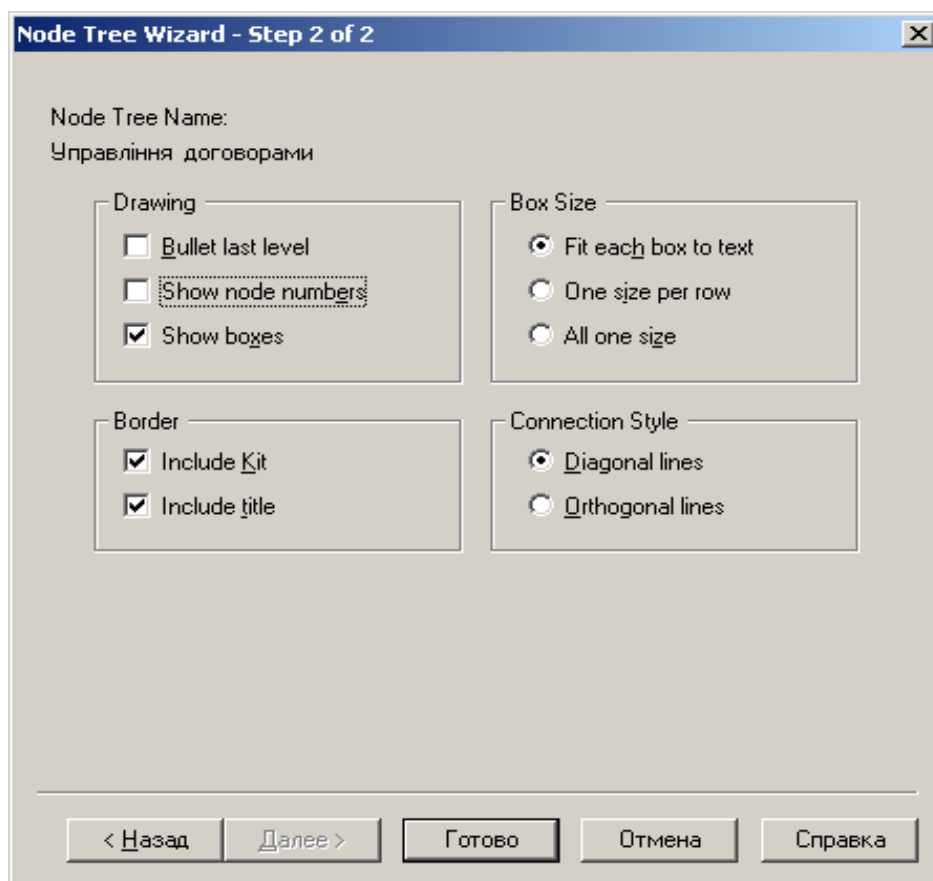 Node Tree Wizard - Step 2 of 2
Node Tree Name:
Управління договорами
Drawing
Bullet last level
Show node numbers
Show boxes
Box Size
Fit each box to text
One size per row
All one size
Border
Include Kit
Include title
Connection Style
Diagonal lines
Orthogonal lines
< Назад
Далее >
Готово
Отмена
Справка